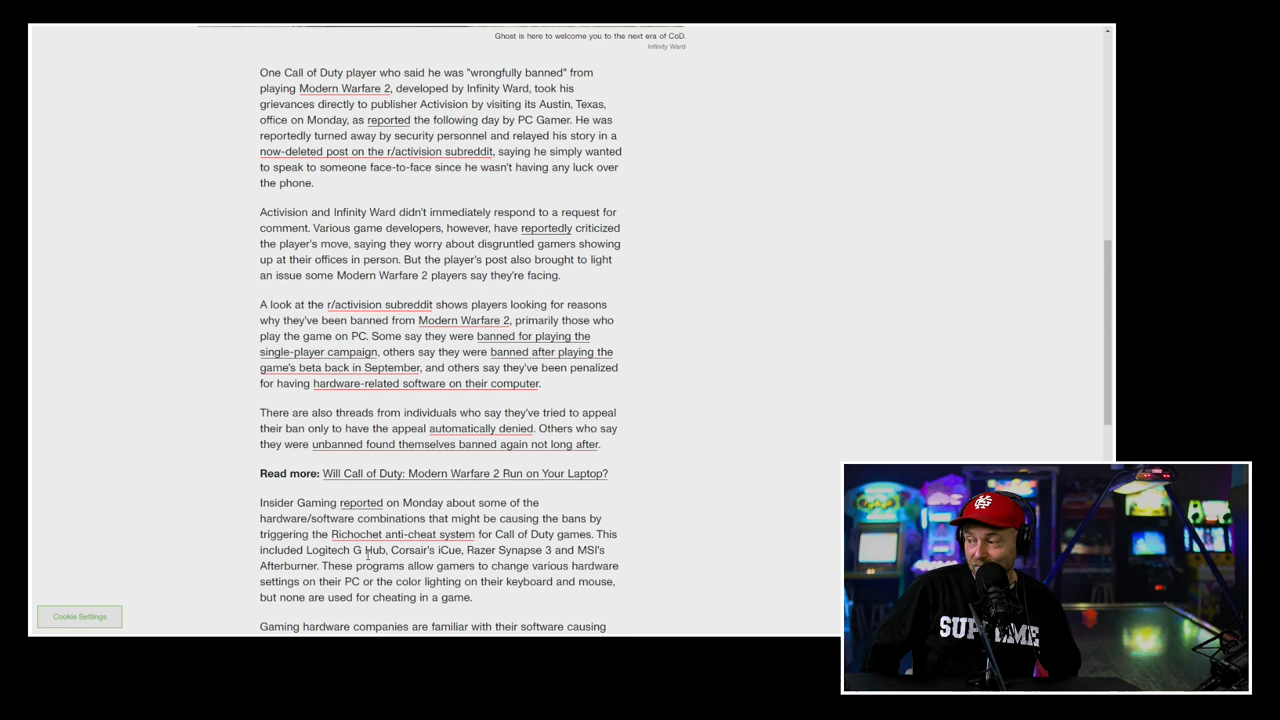 Ghost is here to welcome you to the next era of CoD.
Infinity Ward
One Call of Duty player who said he was "wrongfully banned" from
playing Modern Warfare 2, developed by Infinity Ward, took his
grievances directly to publisher Activision by visiting its Austin, Texas,
office on Monday, as reported the following day by PC Gamer. He was
reportedly turned away by security personnel and relayed his story in a
now-deleted post on the r/activision subreddit, saying he simply wanted
to speak to someone face-to-face since he wasn't having any luck over
the phone.
Activision and Infinity Ward didn't immediately respond to a request for
comment. Various game developers, however, have reportedly criticized
the player's move, saying they worry about disgruntled gamers showing
up at their offices in person. But the player's post also brought to light
an issue some Modern Warfare 2 players say they're facing.
A look at the r/activision subreddit shows players looking for reasons
why they've been banned from Modern Warfare 2, primarily those who
play the game on PC. Some say they were banned for playing the
single-player campaign, others say they were banned after playing the
game's beta back in September, and others say they've been penalized
for having hardware-related software on their computer.
There are also threads from individuals who say they've tried to appeal
their ban only to have the appeal automatically denied. Others who say
they were unbanned found themselves banned again not long after.
Read more: Will Call of Duty: Modern Warfare 2 Run on Your Laptop?
Insider Gaming reported on Monday about some of the
hardware/software combinations that might be causing the bans by
triggering the Richochet anti-cheat system for Call of Duty games. This
included Logitech G Hub, Corsair's iCue, Razer Synapse 3 and MSI's
Afterburner. These programs allow gamers to change various hardware
settings on their PC or the color lighting on their keyboard and mouse,
but none are used for cheating in a game.
Cookie Settings
Gaming hardware companies are familiar with their software causing